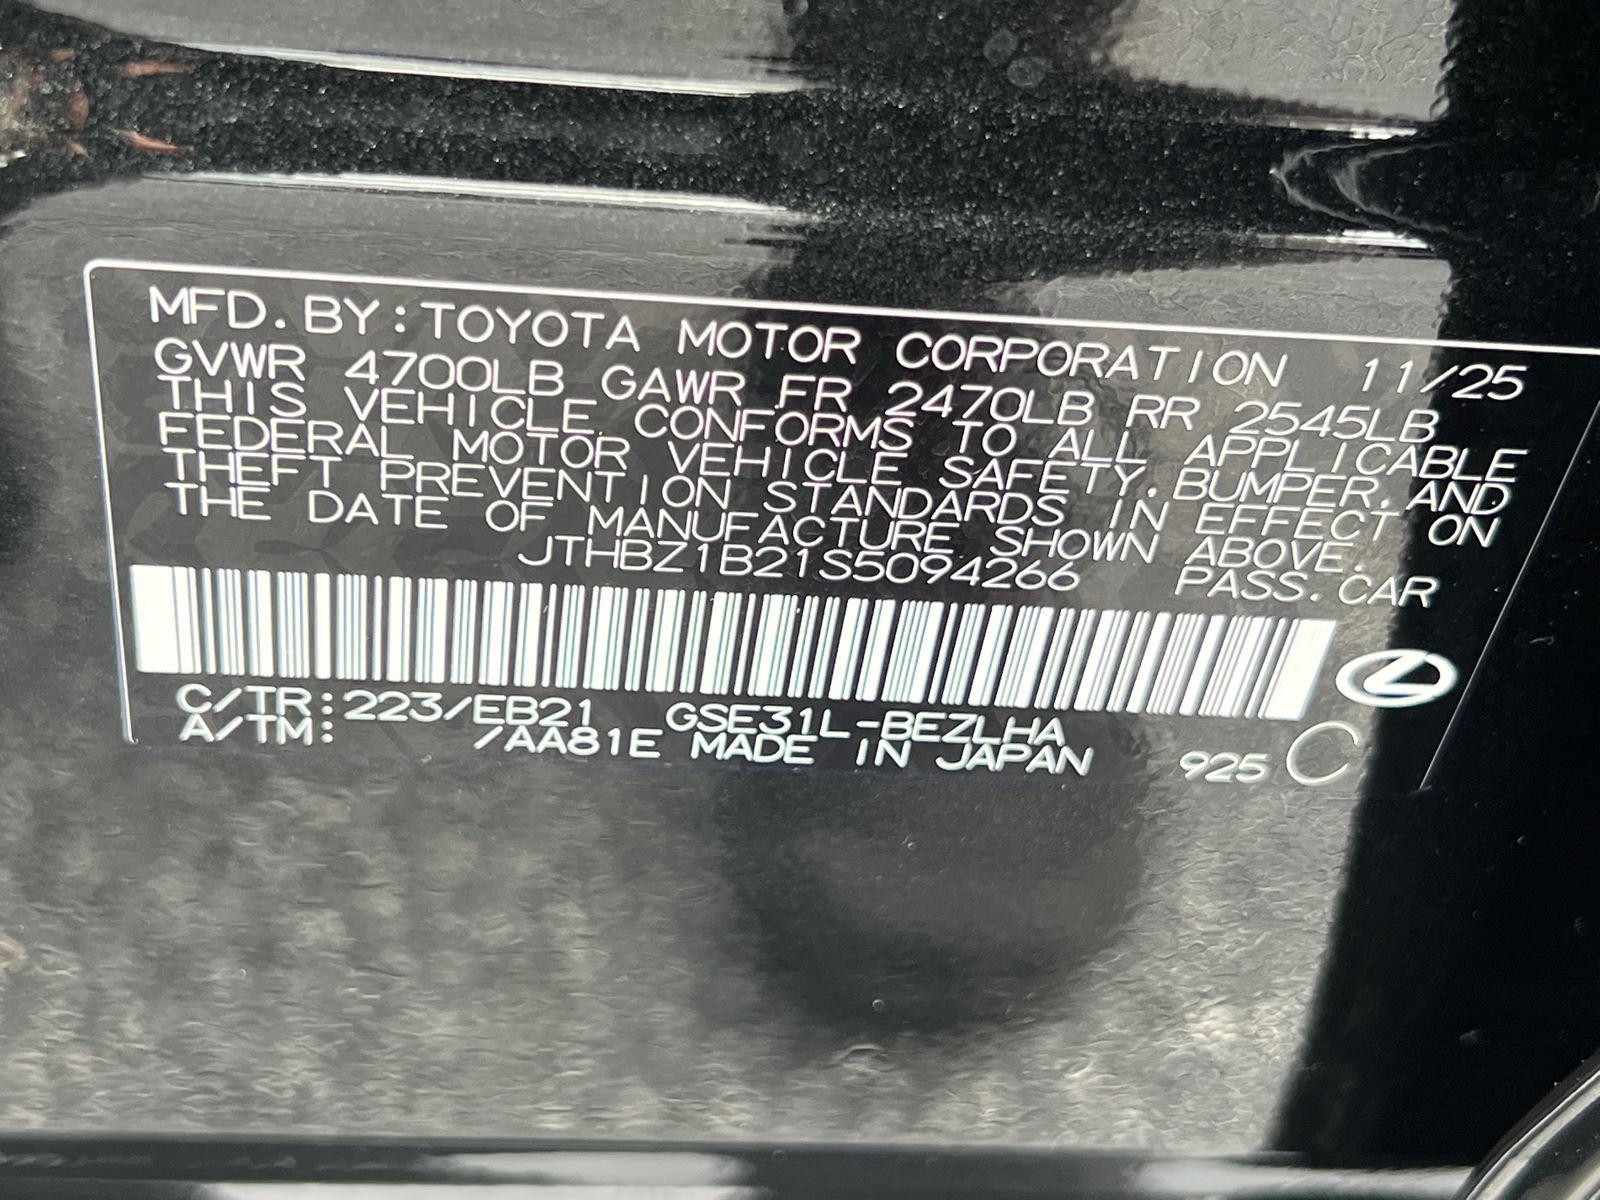 MFD. BY: TOYOTA MOTOR CORPORATION 11/25
GVWR 4700LB GAWR FR 2470LB RR 2545LB
THIS VEHICLE CONFORMS TO ALL APPLICABLE
FEDERAL MOTOR VEHICLE SAFETY, BUMPER, AND
THEFT PREVENTION STANDARDS IN EFFECT ON
THE DATE OF MANUFACTURE SHOWN ABOVE.
JTHBZ1B21S5094266 PASS. CAR
C/TR: 223/EB21 GSE31L-BEZLHA
A/TM: /AA81E MADE IN JAPAN 925 C